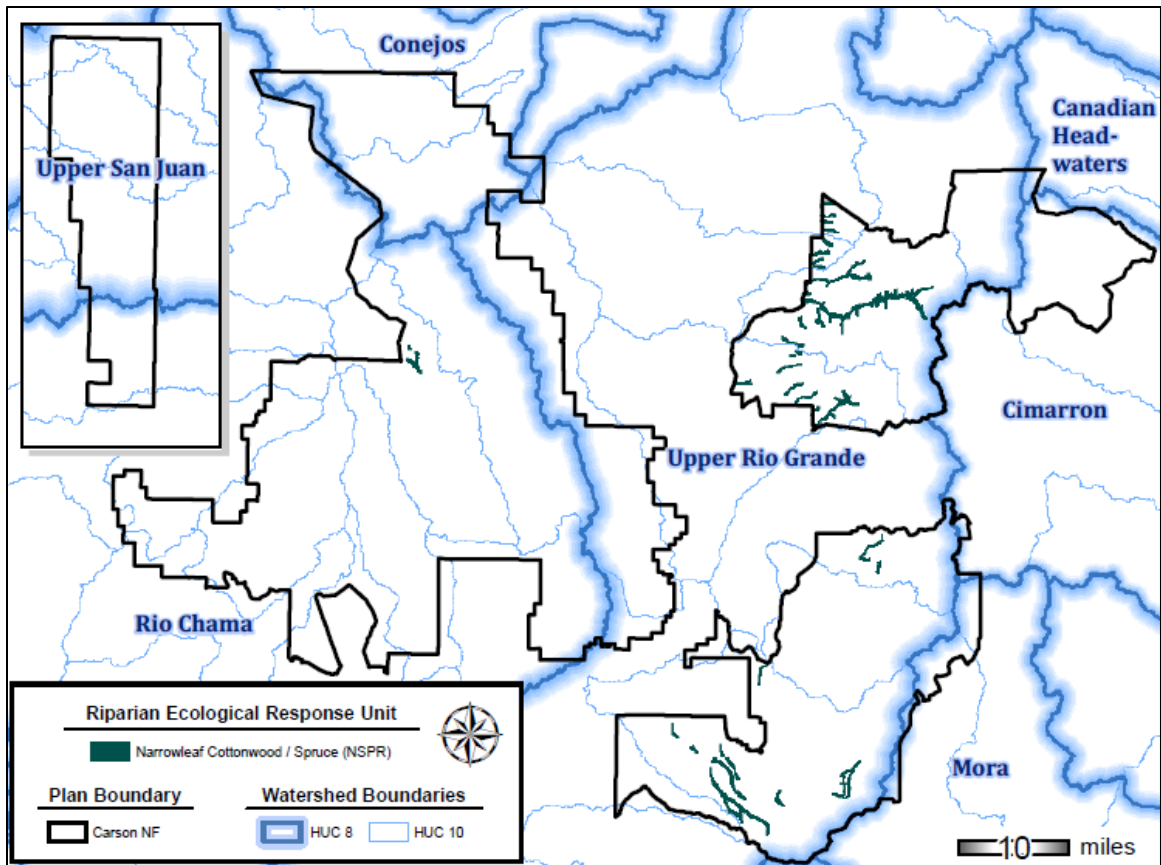 Conejos
Canadian
Head-
waters
Upper San Juan
Cimarron
Upper Rio Grande
Rio Chama
Mora
Riparian Ecological Response Unit
Narrowleaf Cottonwood / Spruce (NSPR)
Plan Boundary
Watershed Boundaries
Carson NF
HUC 8
HUC 10
10 miles